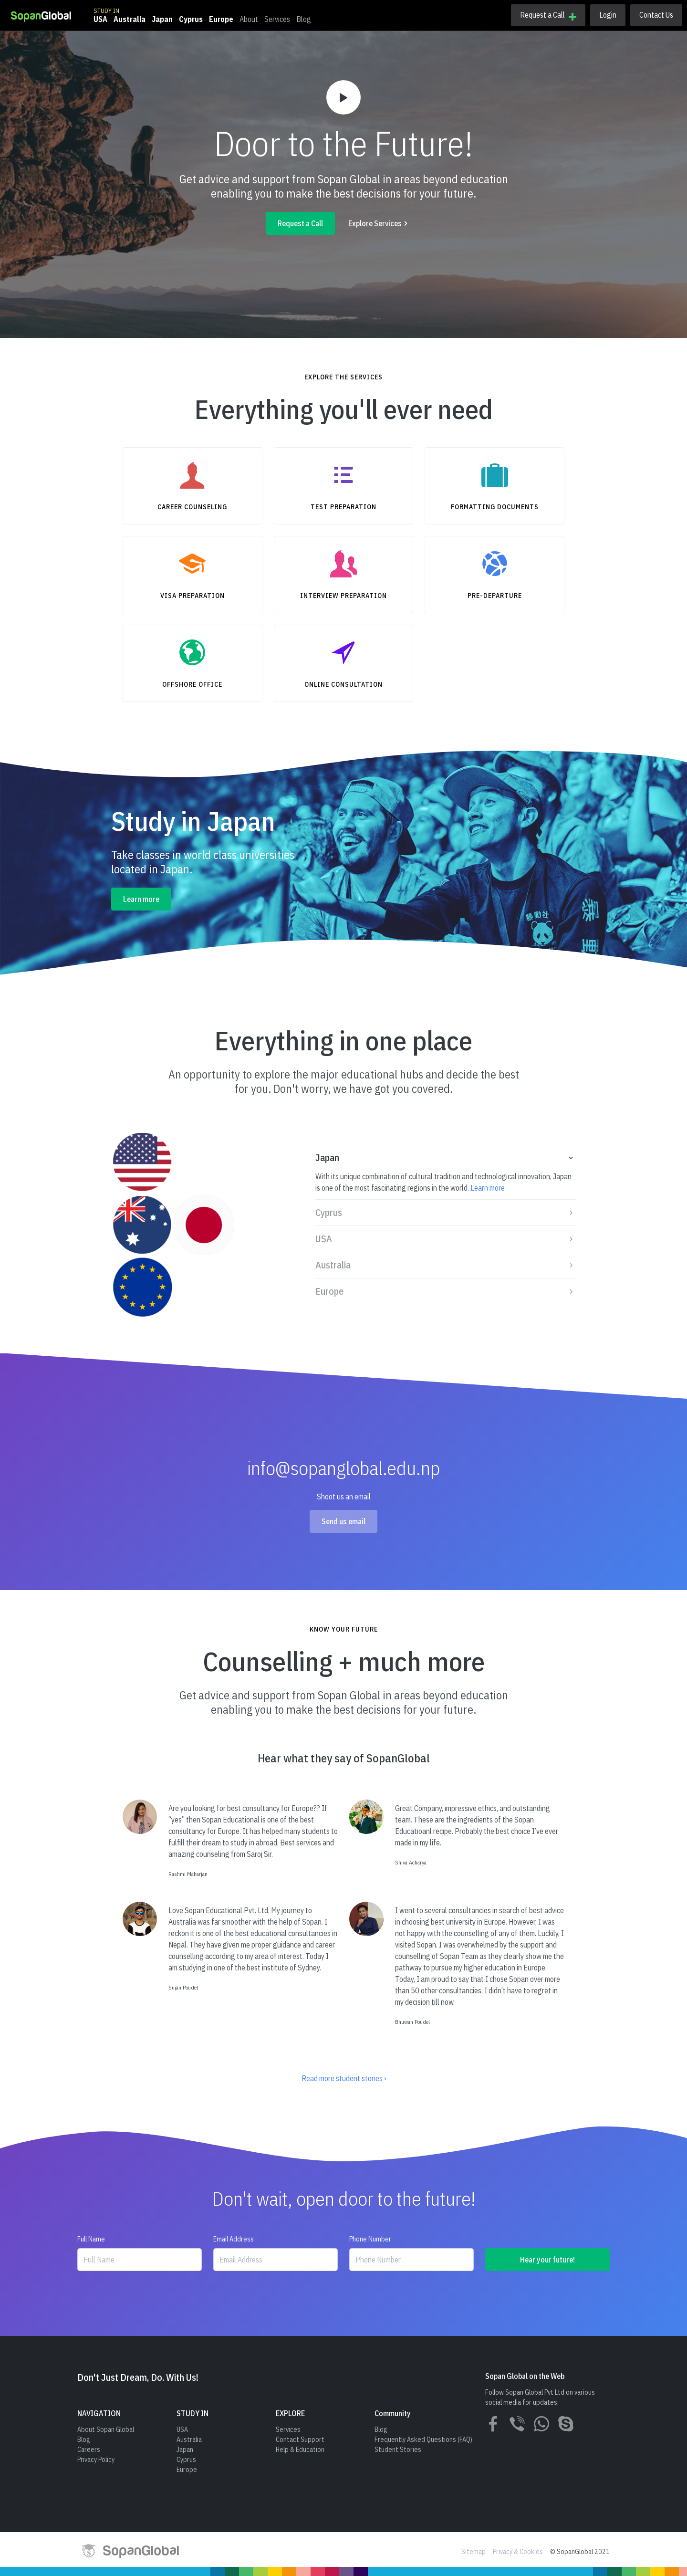 SopanGlobal
STUDY IN
USA Australia Japan Cyprus Europe About Services Blog
Request a Call
Login
Contact Us
Door to the Future!
Get advice and support from Sopan Global in areas beyond education
enabling you to make the best decisions for your future.
Request a Call
Explore Services
EXPLORE THE SERVICES
Everything you'll ever need
CAREER COUNSELING
TEST PREPARATION
FORMATTING DOCUMENTS
VISA PREPARATION
INTERVIEW PREPARATION
PRE-DEPARTURE
OFFSHORE OFFICE
ONLINE CONSULTATION
Study in Japan
Take classes in world class universities
located in Japan.
Learn more
Everything in one place
An opportunity to explore the major educational hubs and decide the best
for you. Don't worry, we have got you covered.
Japan
With its unique combination of cultural tradition and technological innovation, Japan
is one of the most fascinating regions in the world. Learn more
Cyprus
USA
Australia
Europe
info@sopanglobal.edu.np
Shoot us an email
Send us email
KNOW YOUR FUTURE
Counselling + much more
Get advice and support from Sopan Global in areas beyond education
enabling you to make the best decisions for your future.
Hear what they say of SopanGlobal
Are you looking for best consultancy for Europe?? If
"yes" then Sopan Educational is one of the best
consultancy for Europe. It has helped many students to
fulfill their dream to study in abroad. Best services and
amazing counseling from Saroj Sir.
Rashmi Maharjan
Great Company, impressive ethics, and outstanding
team. These are the ingredients of the Sopan
Educationanl recipe. Probably the best choice I've ever
made in my life.
Shiva Acharya
Love Sopan Educational Pvt. Ltd. My journey to
Australia was far smoother with the help of Sopan. I
reckon it is one of the best educational consultancies in
Nepal. They have given me proper guidance and career
counselling according to my area of interest. Today I
am studying in one of the best institute of Sydney.
Sujan Paudel
I went to several consultancies in search of best advice
in choosing best university in Europe. However, I was
not happy with the counselling of any of them. Luckily, I
visited Sopan. I was overwhelmed by the support and
counselling of Sopan Team as they clearly show me the
pathway to pursue my higher education in Europe.
Today, I am proud to say that I chose Sopan over more
than 50 other consultancies. I didn't have to regret in
my decision till now.
Bhuwan Poudel
Read more student stories ›
Don't wait, open door to the future!
Full Name
Email Address
Phone Number
Full Name
Email Address
Phone Number
Hear your future!
Don't Just Dream, Do. With Us!
NAVIGATION
About Sopan Global
Blog
Careers
Privacy Policy
STUDY IN
USA
Australia
Japan
Cyprus
Europe
EXPLORE
Services
Contact Support
Help & Education
Community
Blog
Frequently Asked Questions (FAQ)
Student Stories
Sopan Global on the Web
Follow Sopan Global Pvt Ltd on various
social media for updates.
SopanGlobal
Sitemap Privacy & Cookies © SopanGlobal 2021